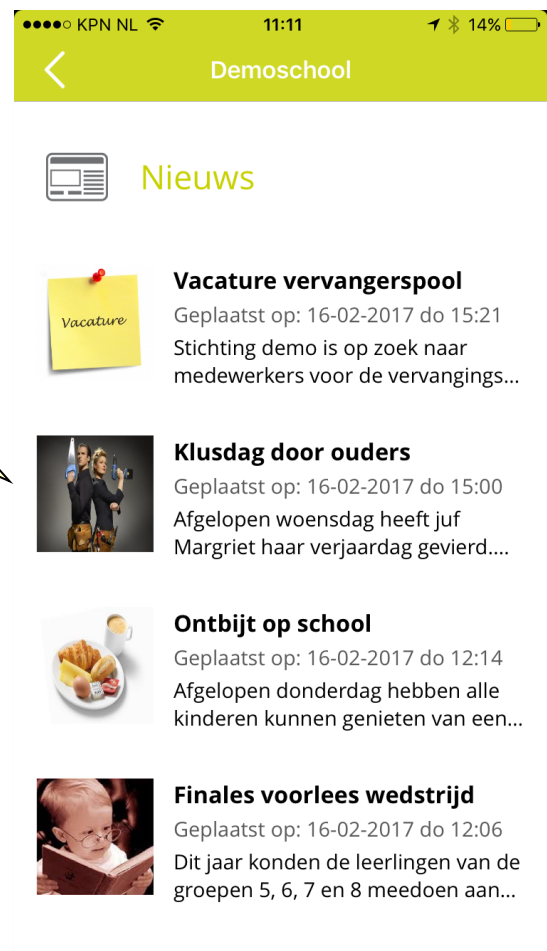 KPN NL 11:11 14%
Demoschool
Nieuws
Vacature
Vacature vervangerspool
Geplaatst op: 16-02-2017 do 15:21
Stichting demo is op zoek naar
medewerkers voor de vervangings...
Klusdag door ouders
Geplaatst op: 16-02-2017 do 15:00
Afgelopen woensdag heeft juf
Margriet haar verjaardag gevierd....
Ontbijt op school
Geplaatst op: 16-02-2017 do 12:14
Afgelopen donderdag hebben alle
kinderen kunnen genieten van een...
Finales voorlees wedstrijd
Geplaatst op: 16-02-2017 do 12:06
Dit jaar konden de leerlingen van de
groepen 5, 6, 7 en 8 meedoen aan...